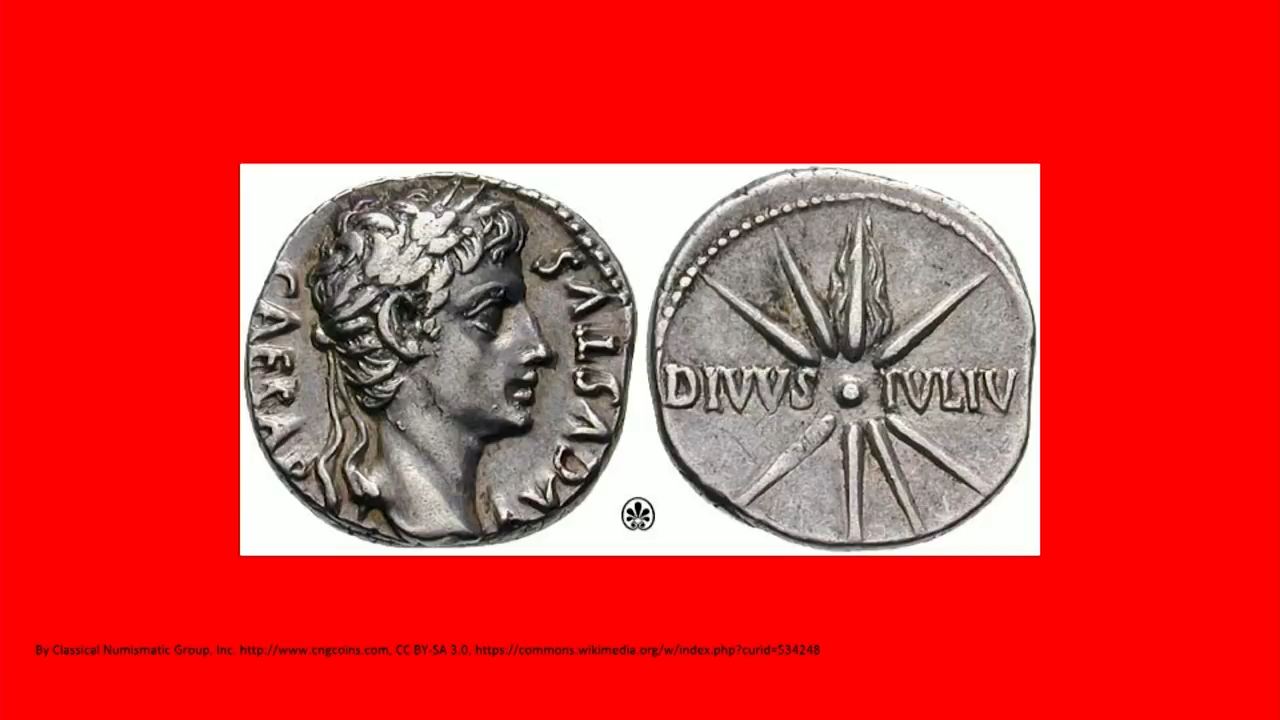 CAESAR
AVGVSTVS
DIVVS IVLIV
By Classical Numismatic Group, Inc. http://www.cngcoins.com, CC BY-SA 3.0, https://commons.wikimedia.org/w/index.php?curid=534248